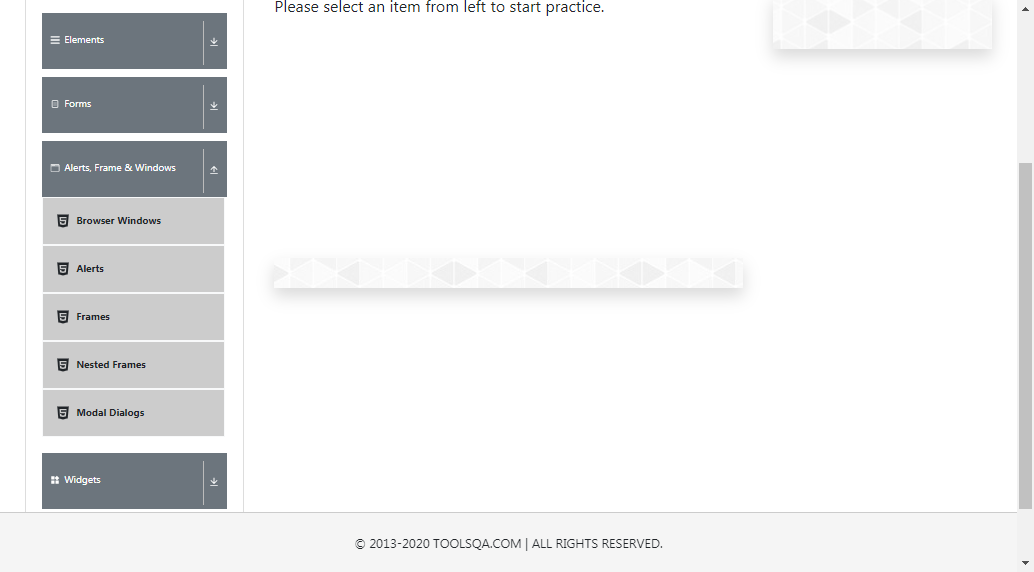 Please select an item from left to start practice.
Elements
Forms
Alerts, Frame & Windows
Browser Windows
Alerts
Frames
Nested Frames
Modal Dialogs
Widgets
© 2013-2020 TOOLSQA.COM | ALL RIGHTS RESERVED.